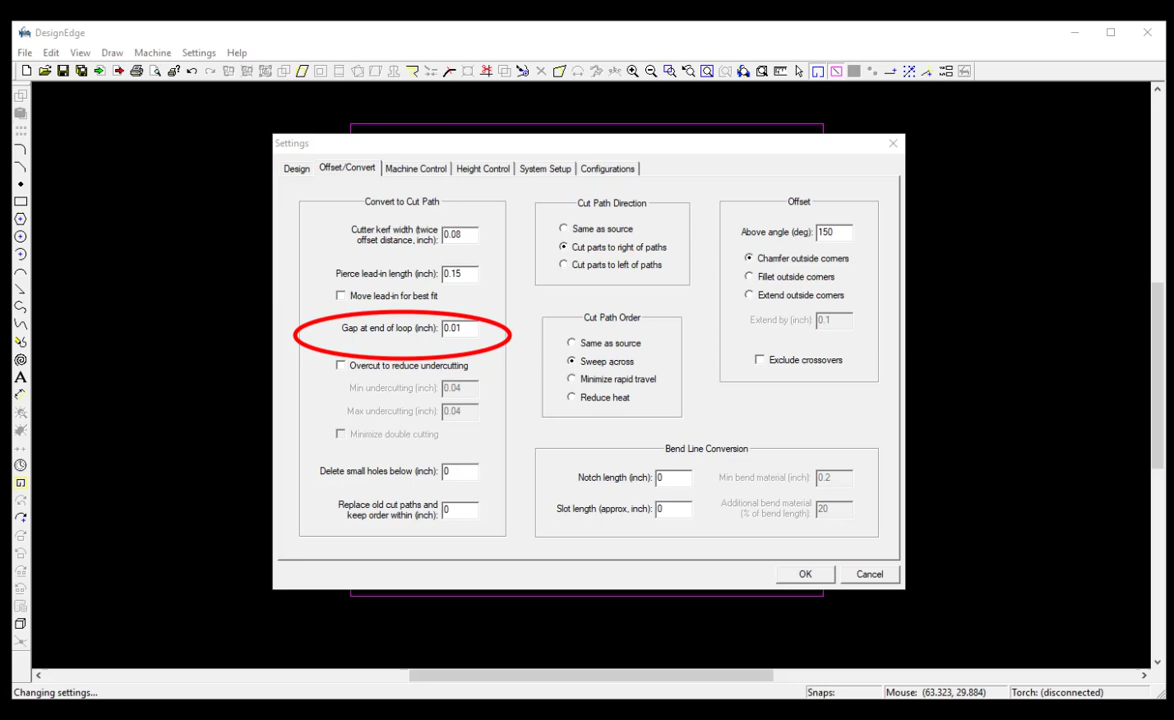 DesignEdge
File Edit View Draw Machine Settings Help
Settings
Design Offset/Convert Machine Control Height Control System Setup Configurations
Convert to Cut Path
Cutter kerf width (twice
offset distance, inch): 0.08
Pierce lead-in length (inch): 0.15
Move lead-in for best fit
Gap at end of loop (inch): 0.01
Overcut to reduce undercutting
Min undercutting (inch): 0.04
Max undercutting (inch): 0.04
Minimize double cutting
Delete small holes below (inch): 0
Replace old cut paths and
keep order within (inch): 0
Cut Path Direction
Same as source
Cut parts to right of paths
Cut parts to left of paths
Cut Path Order
Same as source
Sweep across
Minimize rapid travel
Reduce heat
Offset
Above angle (deg): 150
Chamfer outside corners
Fillet outside corners
Extend outside corners
Extend by (inch) 0.1
Exclude crossovers
Bend Line Conversion
Notch length (inch): 0
Slot length (approx, inch): 0
Min bend material (inch): 0.2
Additional bend material
(% of bend length): 20
OK Cancel
A
Changing settings...
Snaps: Mouse: (63.323, 29.884) Torch: (disconnected)